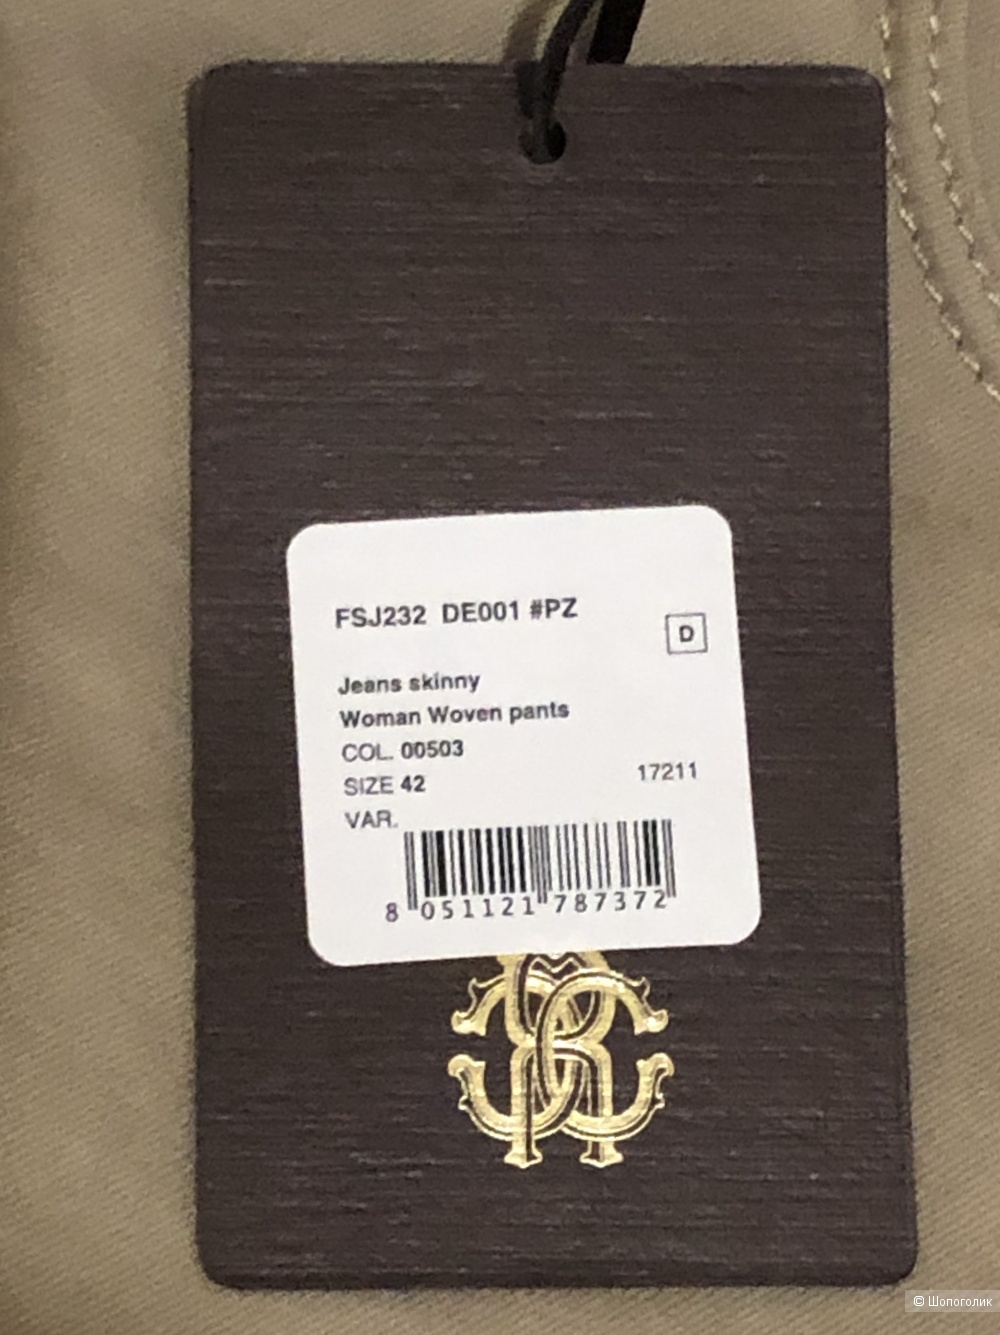 FSJ232 DE001 #PZ
D
Jeans skinny
Woman Woven pants
COL. 00503
SIZE 42
17211
VAR.
8 051121 787372
© Шопоголик